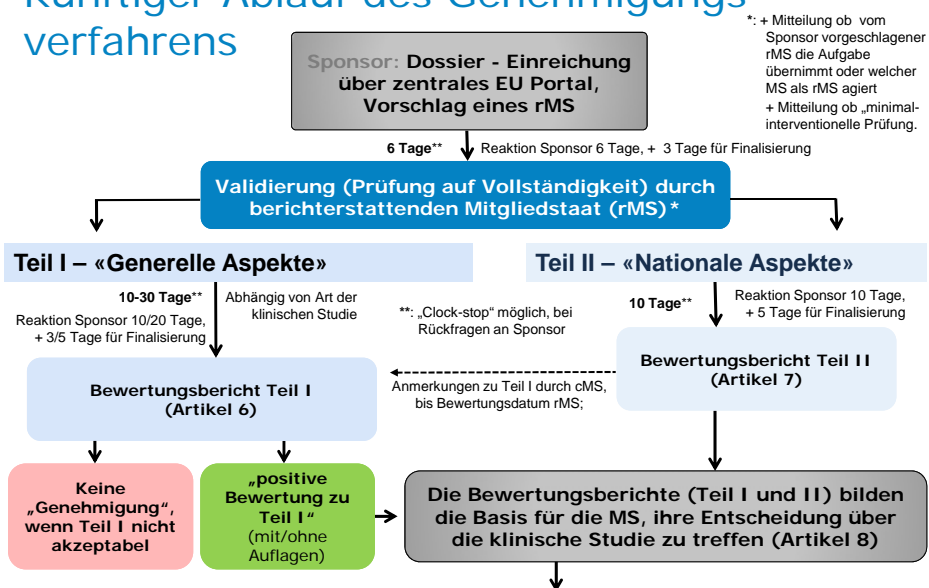 Künftiger Ablauf des Genehmigungs-
verfahrens
*: + Mitteilung ob vom
Sponsor vorgeschlagener
rMS die Aufgabe
übernimmt oder welcher
MS als rMS agiert
+ Mitteilung ob „minimal-
interventionelle Prüfung.
Sponsor: Dossier - Einreichung
über zentrales EU Portal,
Vorschlag eines rMS
6 Tage** Reaktion Sponsor 6 Tage, + 3 Tage für Finalisierung
Validierung (Prüfung auf Vollständigkeit) durch
berichterstattenden Mitgliedstaat (rMS)*
Teil I – «Generelle Aspekte»
10-30 Tage**
Reaktion Sponsor 10/20 Tage,
+ 3/5 Tage für Finalisierung
Abhängig von Art der
klinischen Studie
**: „Clock-stop" möglich, bei
Rückfragen an Sponsor
Teil II – «Nationale Aspekte»
10 Tage**
Reaktion Sponsor 10 Tage,
+ 5 Tage für Finalisierung
Bewertungsbericht Teil I
(Artikel 6)
Anmerkungen zu Teil I durch cMS,
bis Bewertungsdatum rMS;
Bewertungsbericht Teil II
(Artikel 7)
Keine
„Genehmigung",
wenn Teil I nicht
akzeptabel
„positive
Bewertung zu
Teil I"
(mit/ohne
Auflagen)
Die Bewertungsberichte (Teil I und II) bilden
die Basis für die MS, ihre Entscheidung über
die klinische Studie zu treffen (Artikel 8)